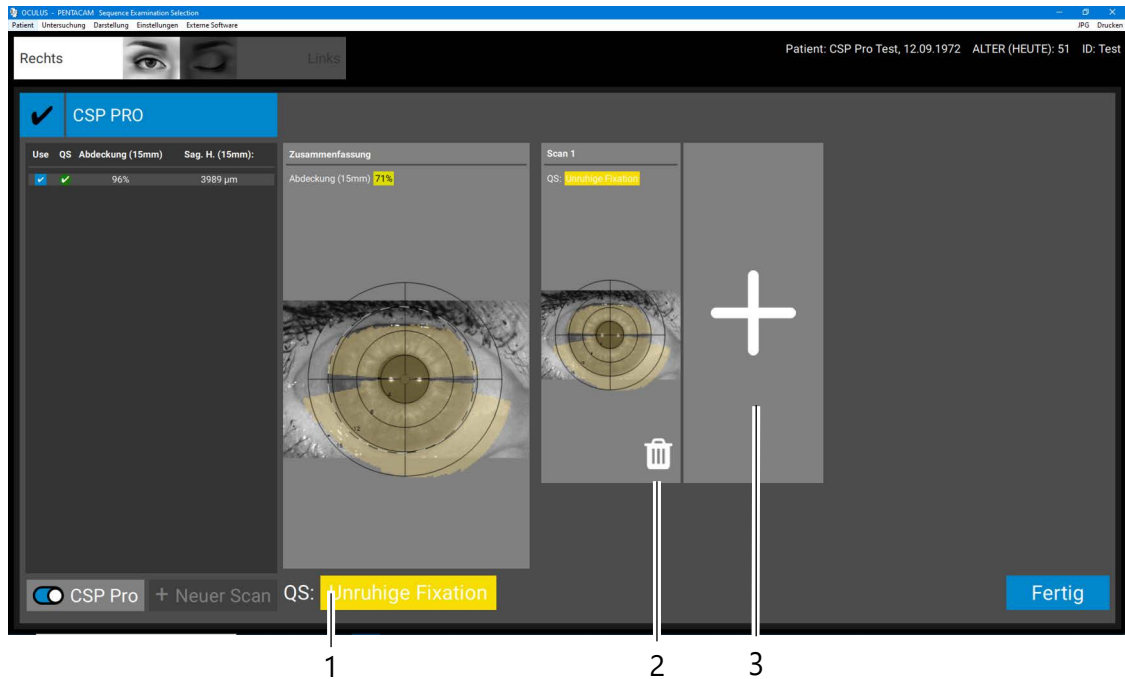 OCULUS - PENTACAM Sequence Examination Selection
Patient Untersuchung Darstellung Einstellungen Externe Software JPG Drucken
Rechts Links
Patient: CSP Pro Test, 12.09.1972 ALTER (HEUTE): 51 ID: Test
CSP PRO
Use QS Abdeckung (15mm) Sag. H. (15mm):
96% 3989 µm
Zusammenfassung
Abdeckung (15mm) 71%
Scan 1
QS: Unruhige Fixation
CSP Pro + Neuer Scan
QS: Unruhige Fixation
Fertig
1 2 3